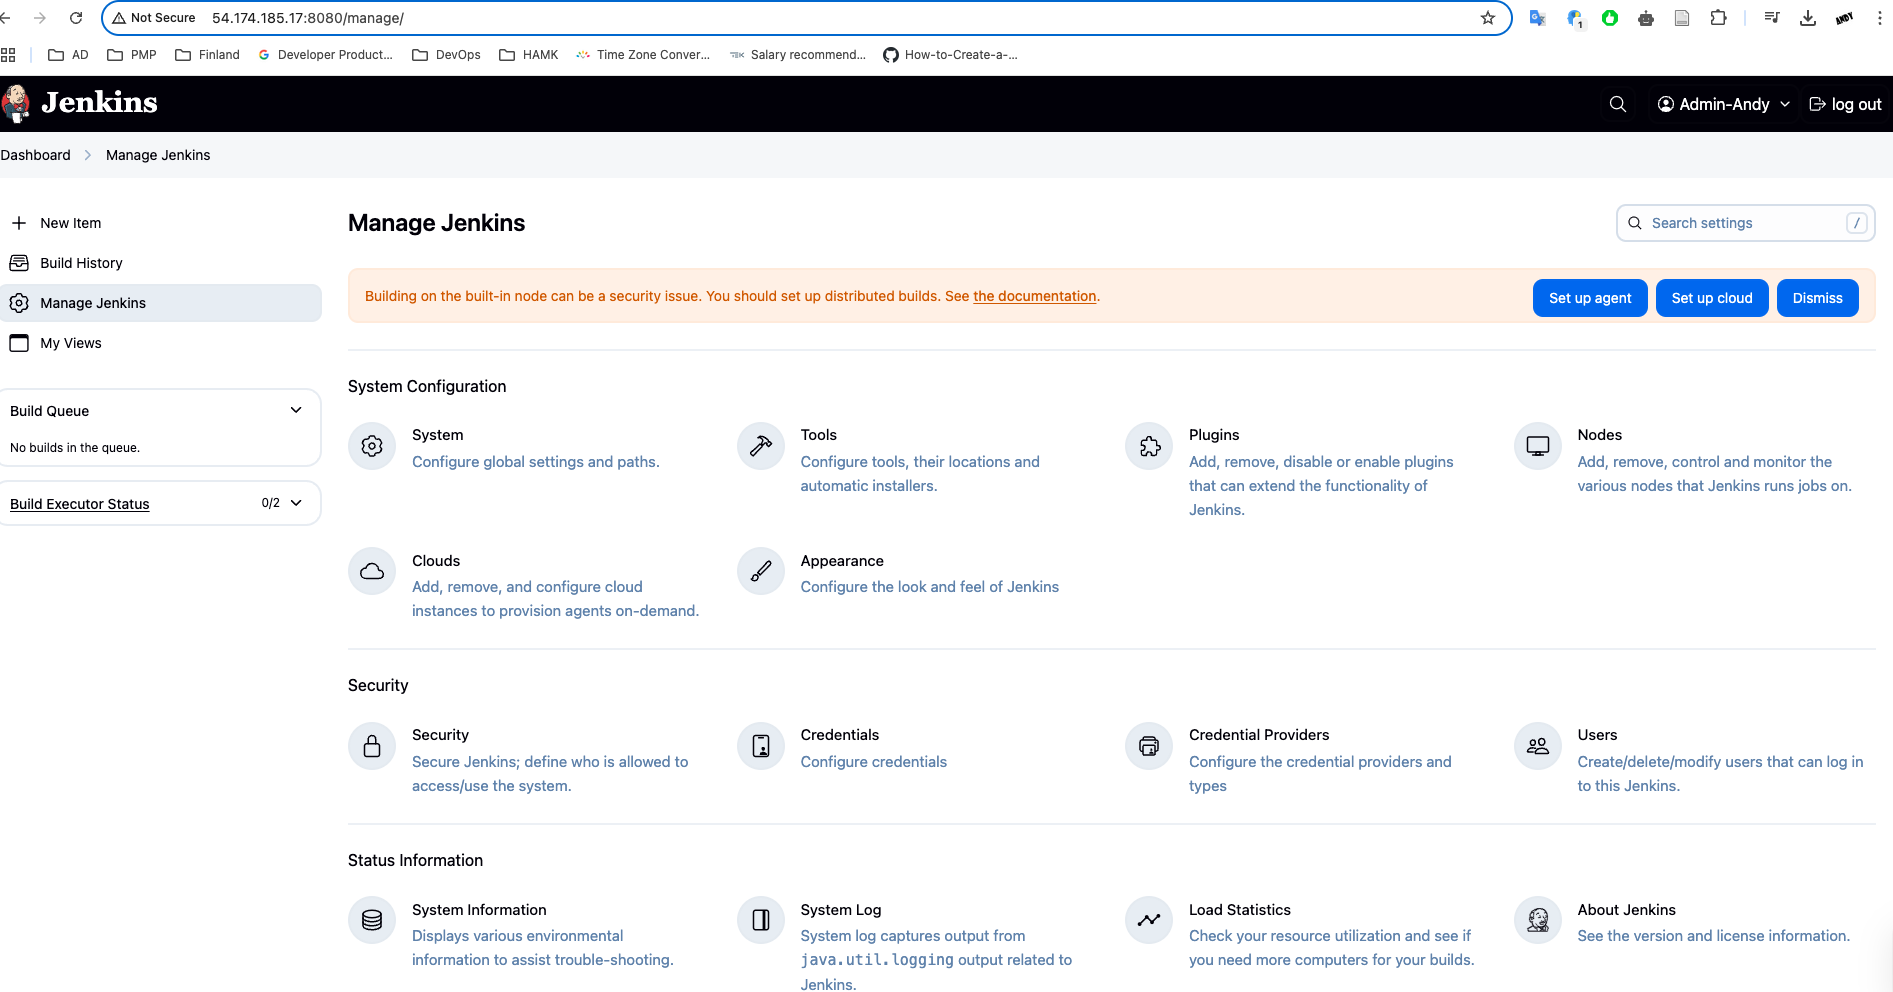 Not Secure 54.174.185.17:8080/manage/
1
ANDY
AD PMP Finland Developer Product... DevOps HAMK Time Zone Conver... Salary recommend... How-to-Create-a-...
Jenkins
Admin-Andy log out
Dashboard Manage Jenkins
New Item
Build History
Manage Jenkins
My Views
Build Queue
No builds in the queue.
Build Executor Status 0/2
Manage Jenkins
Search settings /
Building on the built-in node can be a security issue. You should set up distributed builds. See the documentation.
Set up agent Set up cloud Dismiss
System Configuration
System
Configure global settings and paths.
Tools
Configure tools, their locations and
automatic installers.
Plugins
Add, remove, disable or enable plugins
that can extend the functionality of
Jenkins.
Nodes
Add, remove, control and monitor the
various nodes that Jenkins runs jobs on.
Clouds
Add, remove, and configure cloud
instances to provision agents on-demand.
Appearance
Configure the look and feel of Jenkins
Security
Security
Secure Jenkins; define who is allowed to
access/use the system.
Credentials
Configure credentials
Credential Providers
Configure the credential providers and
types
Users
Create/delete/modify users that can log in
to this Jenkins.
Status Information
System Information
Displays various environmental
information to assist trouble-shooting.
System Log
System log captures output from
java.util.logging output related to
Jenkins.
Load Statistics
Check your resource utilization and see if
you need more computers for your builds.
About Jenkins
See the version and license information.